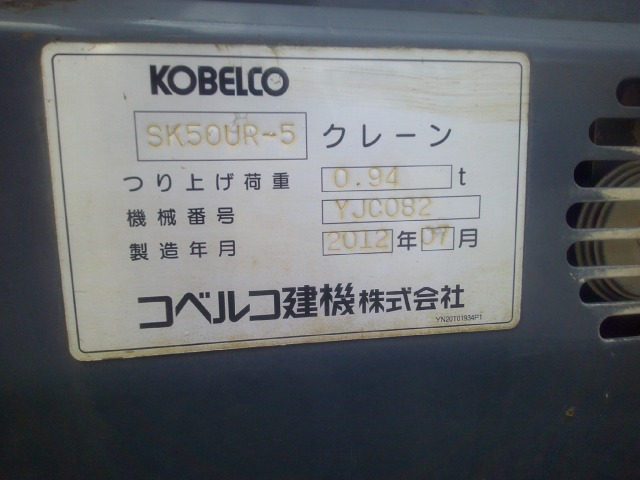 KOBELCO
SK50UR-5 クレーン
つり上げ荷重 0.94 t
機械番号 YJC082
製造年月 2012年07月
コベルコ建機株式会社
YN20T01934P1